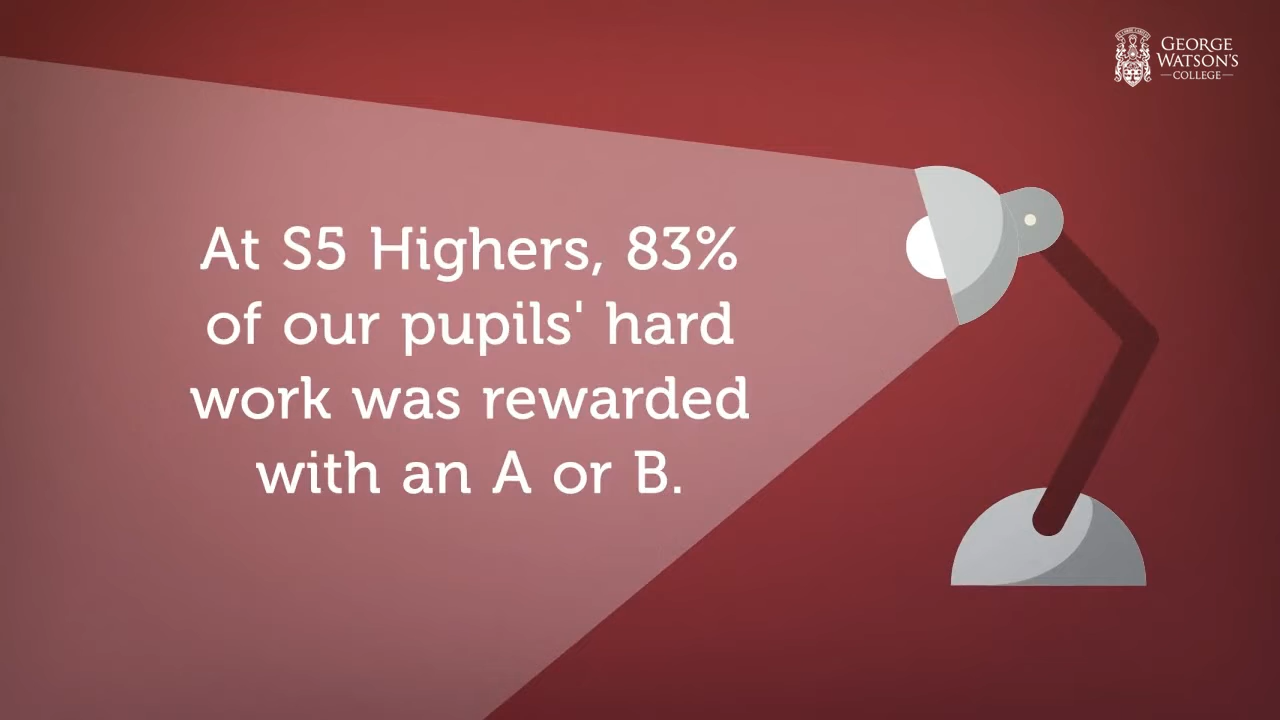 GEORGE
WATSON'S
COLLEGE
At S5 Highers, 83%
of our pupils' hard
work was rewarded
with an A or B.